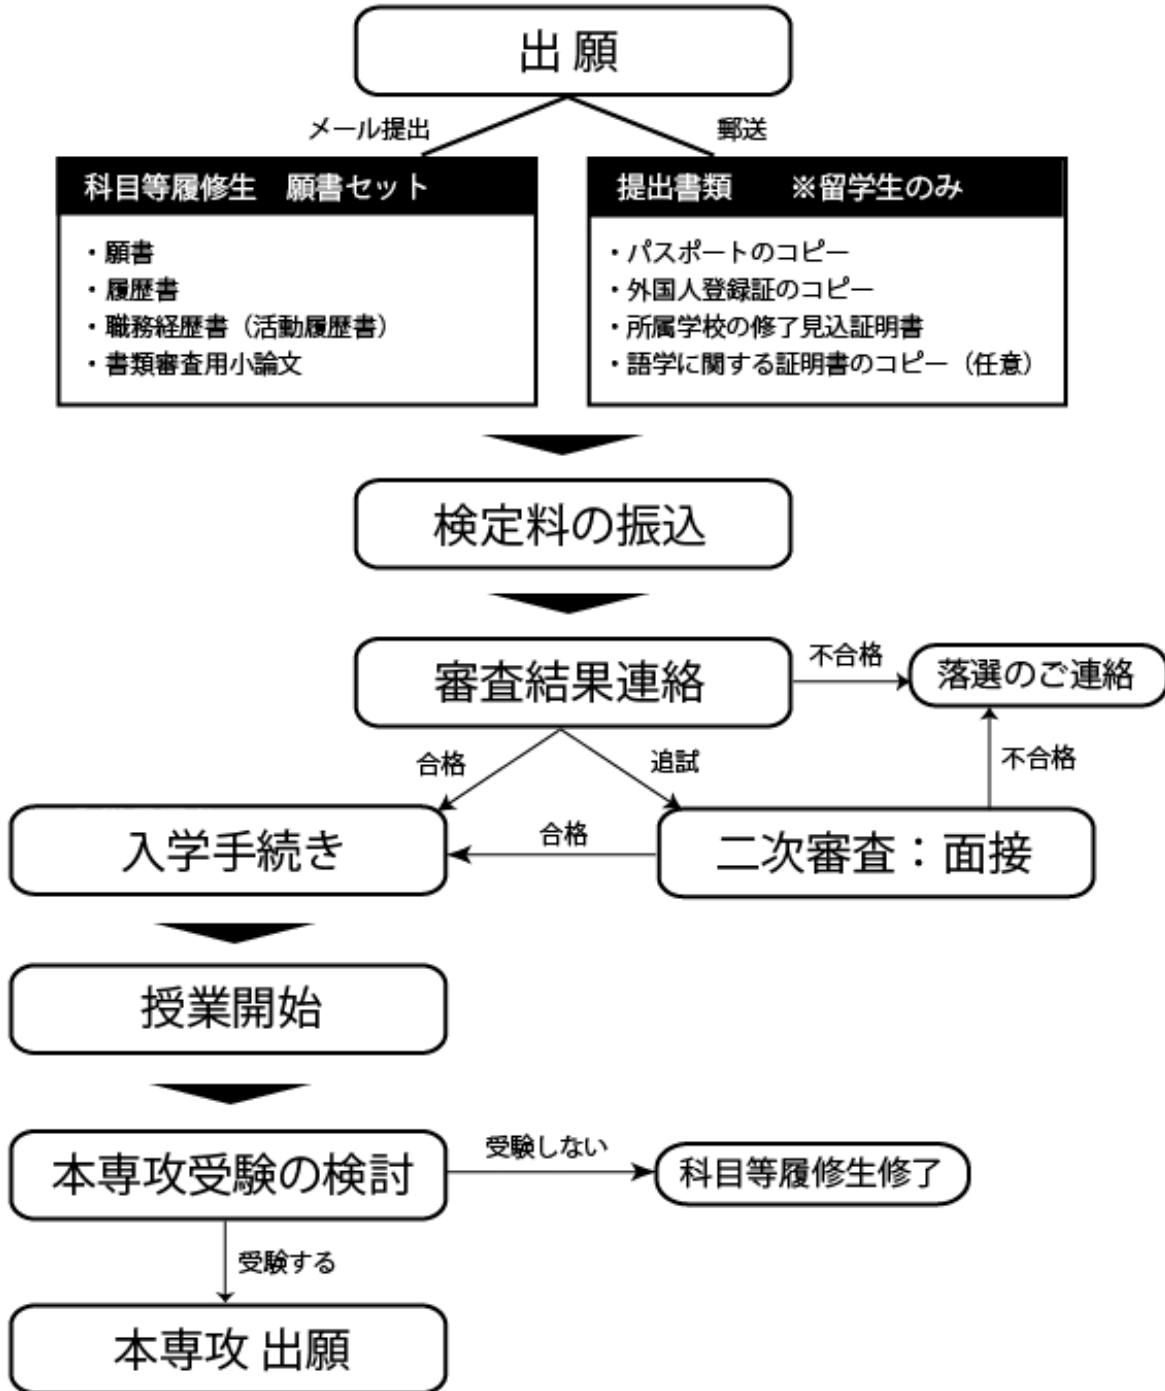 出 願
メール提出
郵送
科目等履修生　願書セット
・願書
・履歴書
・職務経歴書（活動履歴書）
・書類審査用小論文
提出書類　　※留学生のみ
・パスポートのコピー
・外国人登録証のコピー
・所属学校の修了見込証明書
・語学に関する証明書のコピー（任意）
検定料の振込
審査結果連絡
不合格
落選のご連絡
合格
追試
不合格
入学手続き
合格
二次審査：面接
授業開始
本専攻受験の検討
受験しない
科目等履修生修了
受験する
本専攻 出願